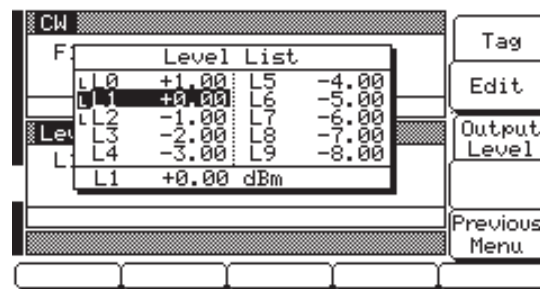 CW
F
Level List
L L0 +1.00 L5 -4.00
L L1 +0.00 L6 -5.00
L L2 -1.00 L7 -6.00
L3 -2.00 L8 -7.00
L4 -3.00 L9 -8.00
L1 +0.00 dBm
Lev
L
Tag
Edit
Output
Level
Previous
Menu